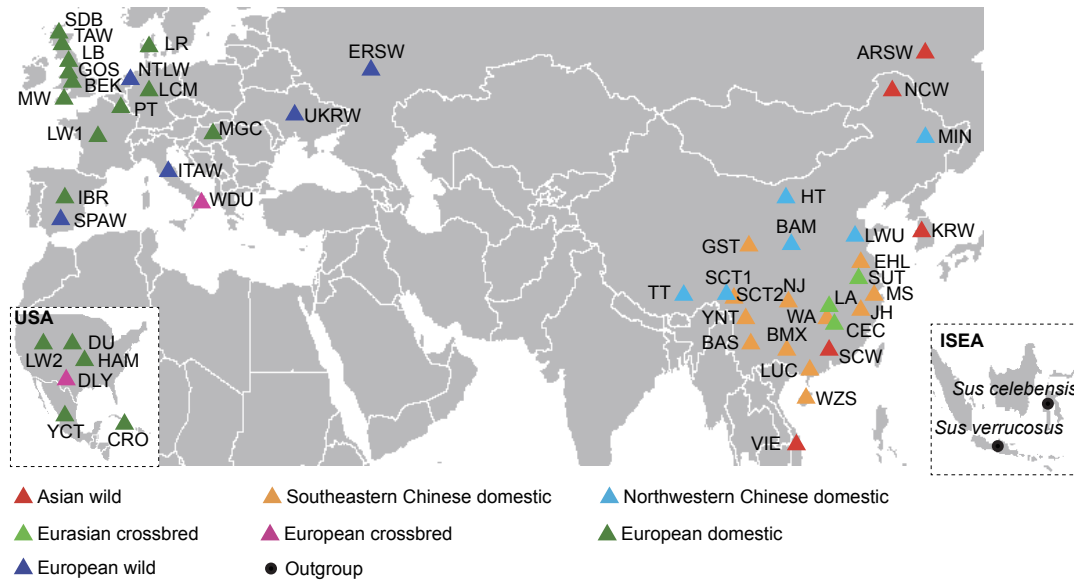 SDB
TAW
LB
GOS
BEK
MW
LR
NTLW
LCM
PT
LW1
MGC
ERSW
UKRW
ITAW
WDU
IBR
SPAW
ARSW
NCW
MIN
HT
BAM
LWU
KRW
GST
EHL
SUT
SCT1
SCT2
NJ
LA
MS
TT
YNT
WA
JH
CEC
BAS
BMX
SCW
LUC
WZS
VIE
USA
DU
LW2
HAM
DLY
YCT
CRO
ISEA
Sus celebensis
Sus verrucosus
Asian wild
Southeastern Chinese domestic
Northwestern Chinese domestic
Eurasian crossbred
European crossbred
European domestic
European wild
Outgroup